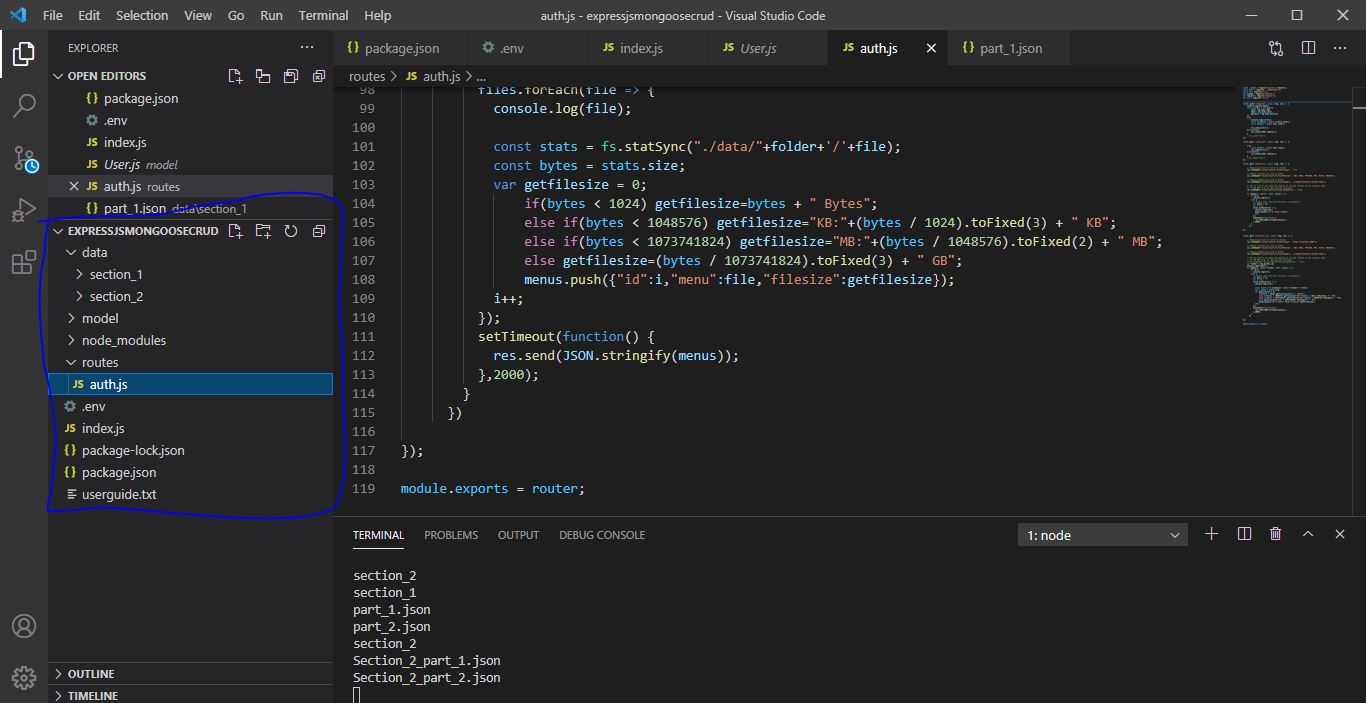 File Edit Selection View Go Run Terminal Help
auth.js - expressjsmongoosecrud - Visual Studio Code
EXPLORER
OPEN EDITORS
{} package.json
.env
JS index.js
JS User.js model
JS auth.js routes
{} part_1.json data\section_1
EXPRESSJSMONGOOSECRUD
data
section_1
section_2
model
node_modules
routes
JS auth.js
.env
JS index.js
{} package-lock.json
{} package.json
userguide.txt
OUTLINE
TIMELINE
{} package.json .env JS index.js JS User.js JS auth.js {} part_1.json
routes > JS auth.js > ...
98 files.forEach(file => {
99 console.log(file);
100
101 const stats = fs.statSync("./data/"+folder+'/'+file);
102 const bytes = stats.size;
103 var getfilesize = 0;
104 if(bytes < 1024) getfilesize=bytes + " Bytes";
105 else if(bytes < 1048576) getfilesize="KB:"+(bytes / 1024).toFixed(3) + " KB";
106 else if(bytes < 1073741824) getfilesize="MB:"+(bytes / 1048576).toFixed(2) + " MB";
107 else getfilesize=(bytes / 1073741824).toFixed(3) + " GB";
108 menus.push({"id":i,"menu":file,"filesize":getfilesize});
109 i++;
110 });
111 setTimeout(function() {
112 res.send(JSON.stringify(menus));
113 },2000);
114 }
115 })
116
117 });
118
119 module.exports = router;
TERMINAL PROBLEMS OUTPUT DEBUG CONSOLE
1: node
section_2
section_1
part_1.json
part_2.json
section_2
Section_2_part_1.json
Section_2_part_2.json